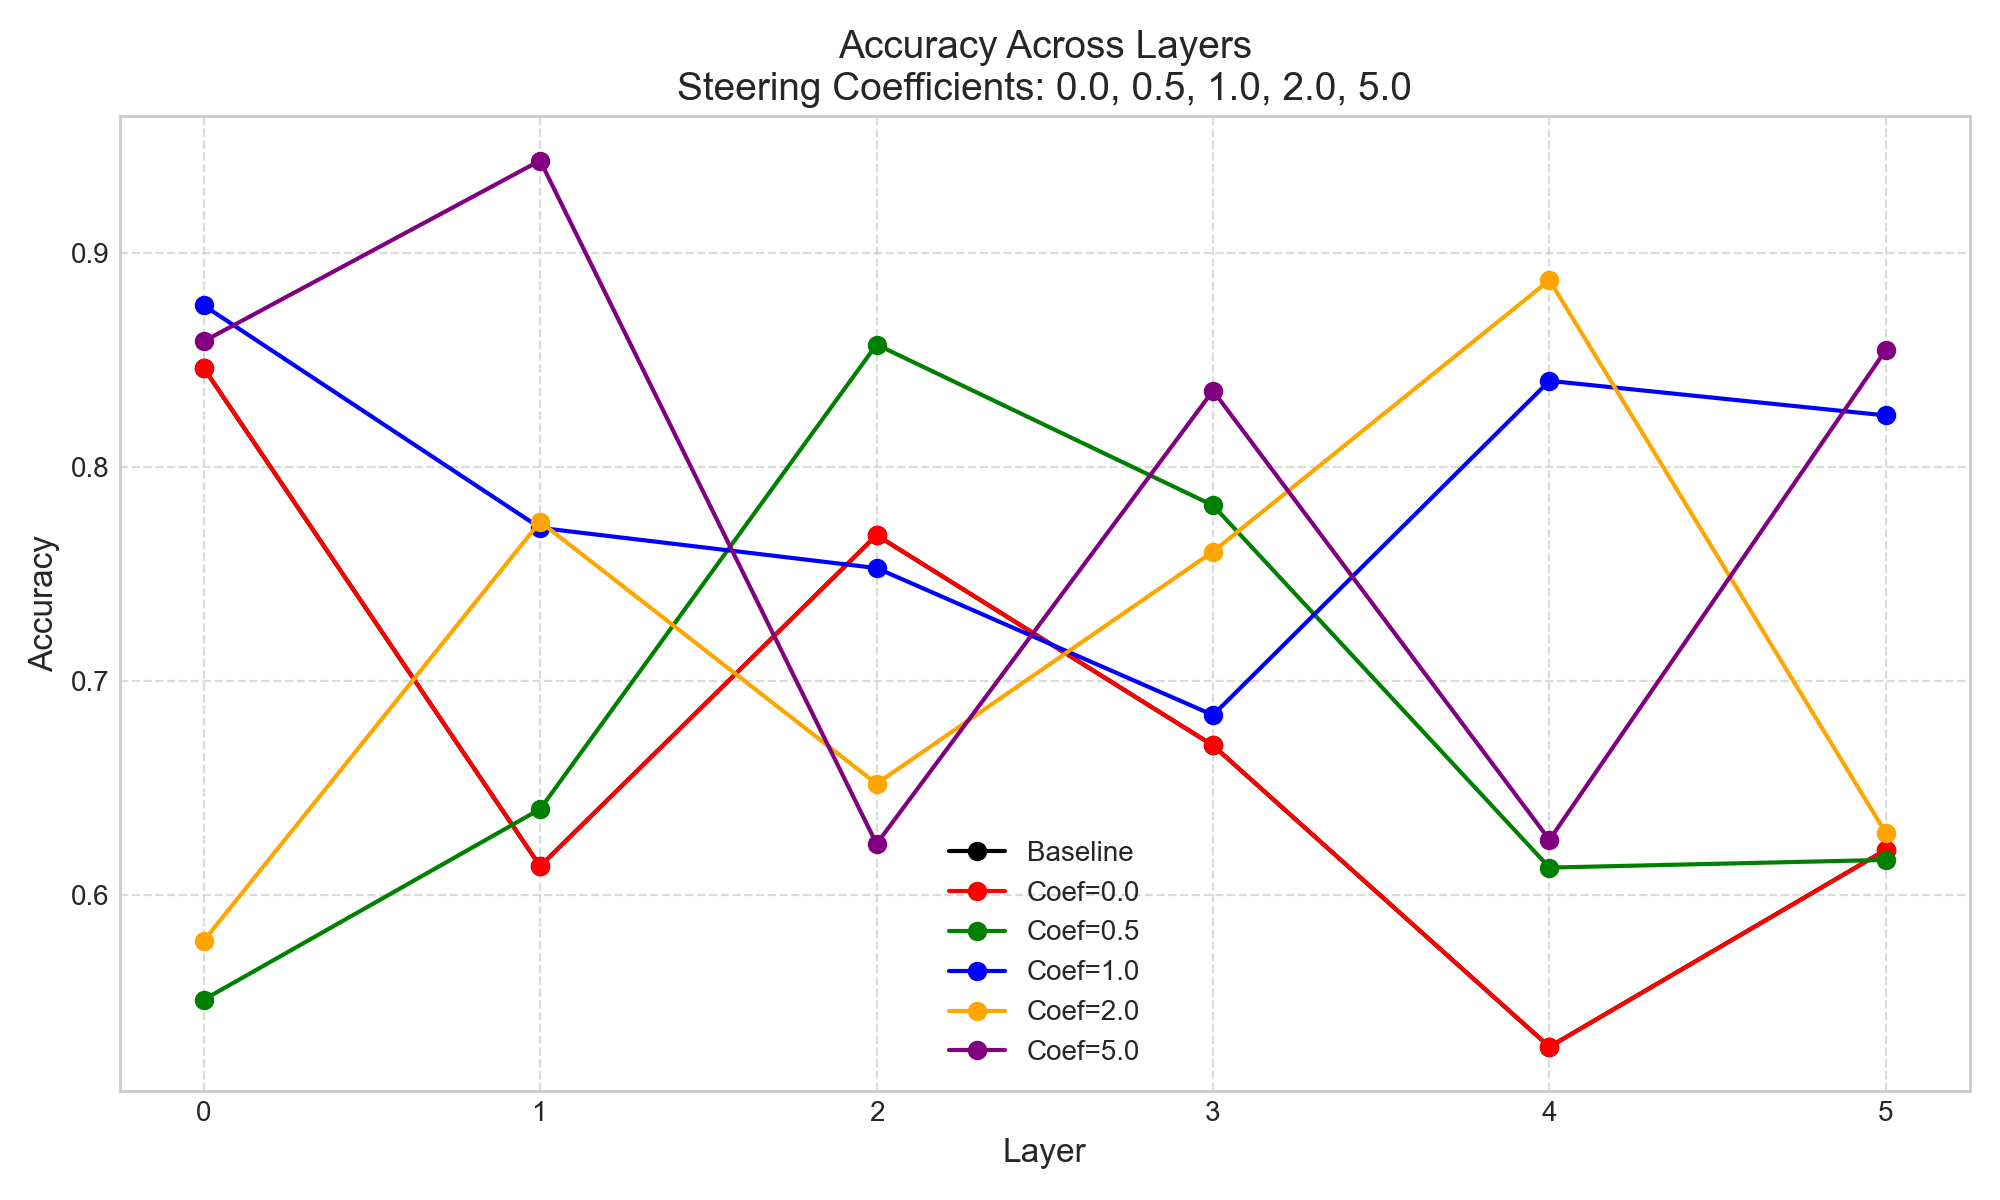 Accuracy Across Layers
Steering Coefficients: 0.0, 0.5, 1.0, 2.0, 5.0
Accuracy
0.9
0.8
0.7
0.6
Baseline
Coef=0.0
Coef=0.5
Coef=1.0
Coef=2.0
Coef=5.0
0 1 2 3 4 5
Layer